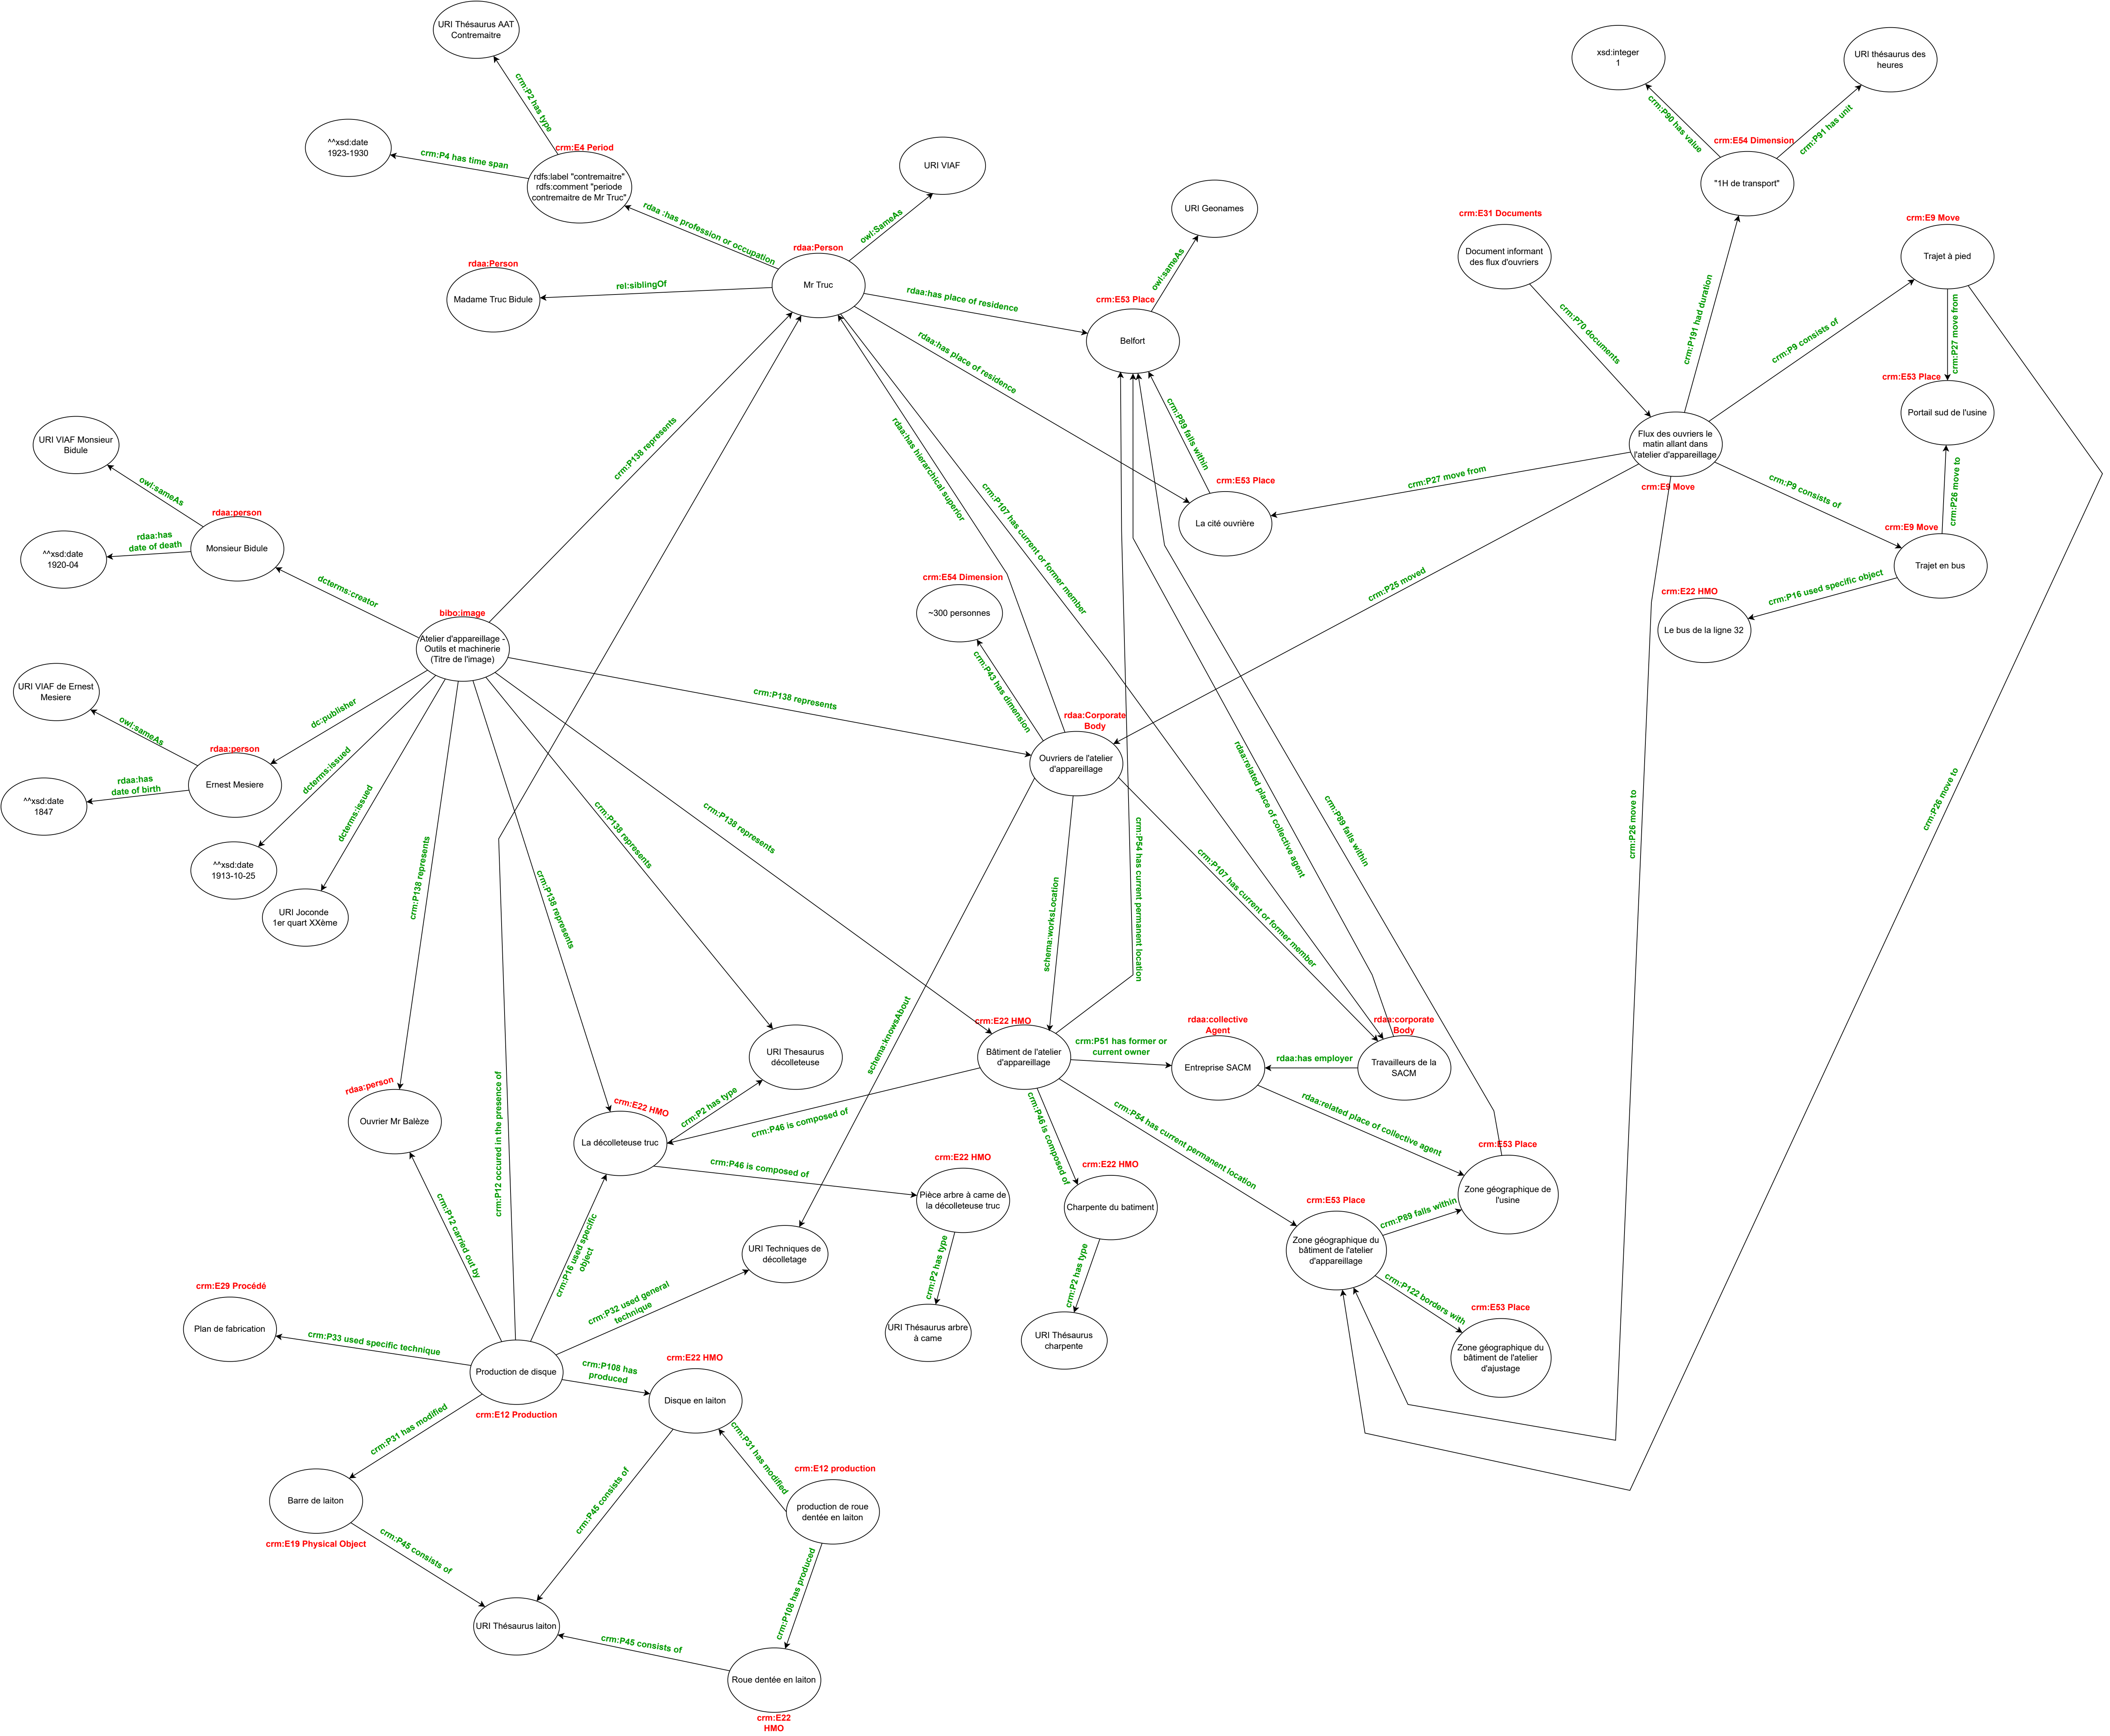 URI Thésaurus AAT
Contremaitre
crm:P2 has type
^^xsd:date
1923-1930
crm:P4 has time span
crm:E4 Period
rdfs:label "contremaitre"
rdfs:comment "periode
contremaitre de Mr Truc"
rdaa :has profession or occupation
URI VIAF
owl:SameAs
rdaa:Person
Mr Truc
rdaa:Person
Madame Truc Bidule
rel:siblingOf
rdaa:has place of residence
rdaa:has place of residence
URI Geonames
owl:sameAs
crm:E53 Place
Belfort
crm:P89 falls within
crm:E53 Place
La cité ouvrière
xsd:integer
1
URI thésaurus des
heures
crm:P90 has value
crm:P91 has unit
crm:E54 Dimension
"1H de transport"
crm:E31 Documents
Document informant
des flux d'ouvriers
crm:P70 documents
crm:P191 had duration
crm:E9 Move
Trajet à pied
crm:P9 consists of
crm:P27 move from
crm:E53 Place
Portail sud de l'usine
Flux des ouvriers le
matin allant dans
l'atelier d'appareillage
crm:E9 Move
crm:P27 move from
crm:P9 consists of
crm:P26 move to
crm:E9 Move
Trajet en bus
crm:P16 used specific object
crm:E22 HMO
Le bus de la ligne 32
crm:P25 moved
crm:P26 move to
crm:P26 move to
URI VIAF Monsieur
Bidule
owl:sameAs
rdaa:person
Monsieur Bidule
rdaa:has
date of death
^^xsd:date
1920-04
dcterms:creator
bibo:image
Atelier d'appareillage -
Outils et machinerie
(Titre de l'image)
crm:P138 represents
crm:P138 represents
rdaa:has hierarchical superior
crm:P107 has current or former member
crm:E54 Dimension
~300 personnes
crm:P43 has dimension
rdaa:Corporate
Body
Ouvriers de l'atelier
d'appareillage
URI VIAF de Ernest
Mesiere
owl:sameAs
rdaa:person
Ernest Mesiere
rdaa:has
date of birth
^^xsd:date
1847
dc:publisher
dcterms:issued
dcterms:issued
^^xsd:date
1913-10-25
URI Joconde
1er quart XXème
crm:P138 represents
crm:P138 represents
crm:P138 represents
crm:P138 represents
crm:P54 has current permanent location
rdaa:related place of collective agent
crm:P89 falls within
crm:P107 has current or former member
schema:worksLocation
schema:knowsAbout
rdaa:person
Ouvrier Mr Balèze
crm:P12 occured in the presence of
crm:E22 HMO
La décolleteuse truc
URI Thesaurus
décolleteuse
crm:P2 has type
crm:P46 is composed of
crm:E22 HMO
Bâtiment de l'atelier
d'appareillage
crm:P51 has former or
current owner
rdaa:collective
Agent
Entreprise SACM
rdaa:has employer
rdaa:corporate
Body
Travailleurs de la
SACM
rdaa:related place of collective agent
crm:P46 is composed of
crm:P54 has current permanent location
crm:P46 is composed of
crm:E22 HMO
Pièce arbre à came de
la décolleteuse truc
crm:E22 HMO
Charpente du batiment
crm:P2 has type
crm:P2 has type
URI Thésaurus arbre
à came
URI Thésaurus
charpente
crm:E53 Place
Zone géographique de
l'usine
crm:E53 Place
Zone géographique du
bâtiment de l'atelier
d'appareillage
crm:P89 falls within
crm:P122 borders with
crm:E53 Place
Zone géographique du
bâtiment de l'atelier
d'ajustage
crm:P12 carried out by
crm:P16 used specific
object
URI Techniques de
décolletage
crm:P32 used general
technique
crm:E29 Procédé
Plan de fabrication
crm:P33 used specific technique
Production de disque
crm:E12 Production
crm:P108 has
produced
crm:E22 HMO
Disque en laiton
crm:P31 has modified
crm:P31 has modified
crm:E12 production
production de roue
dentée en laiton
Barre de laiton
crm:E19 Physical Object
crm:P45 consists of
crm:P45 consists of
crm:P108 has produced
URI Thésaurus laiton
crm:P45 consists of
Roue dentée en laiton
crm:E22
HMO